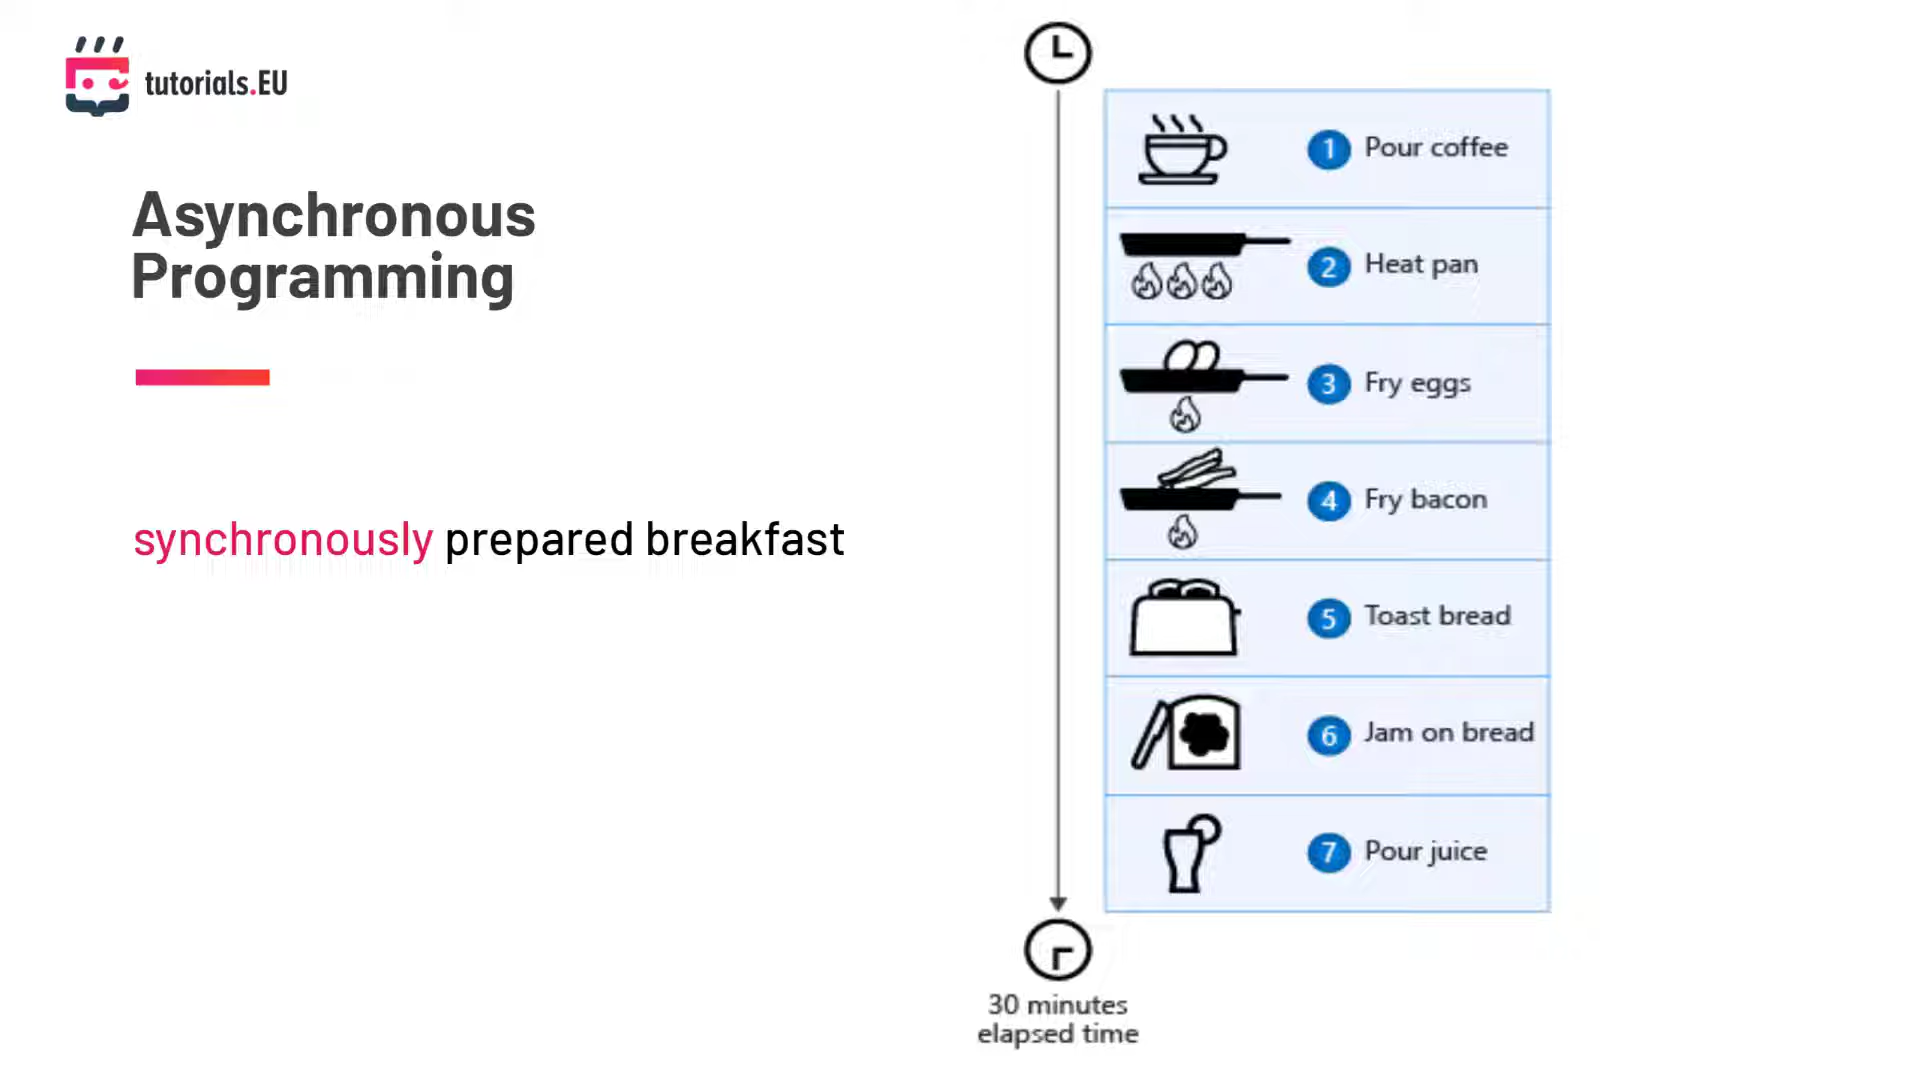 tutorials.EU
Asynchronous
Programming
synchronously prepared breakfast
1 Pour coffee
2 Heat pan
3 Fry eggs
4 Fry bacon
5 Toast bread
6 Jam on bread
7 Pour juice
30 minutes
elapsed time